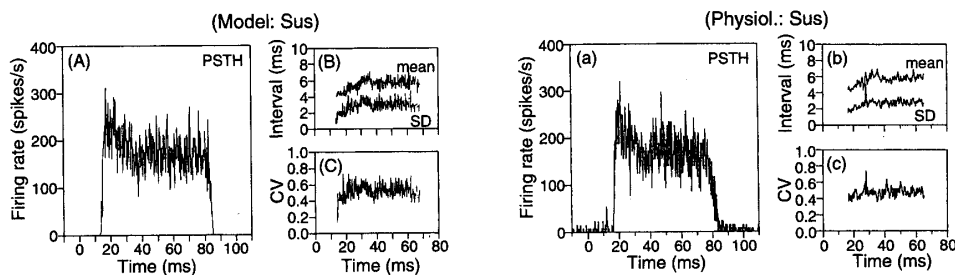 (Model: Sus)
(A)
PSTH
Firing rate (spikes/s)
400
300
200
100
0
0 20 40 60 80 100
Time (ms)
(B)
mean
SD
Interval (ms)
10
8
6
4
2
0
(C)
CV
1.0
0.8
0.6
0.4
0.2
0.0
0 20 40 60 80
Time (ms)
(Physiol.: Sus)
(a)
PSTH
Firing rate (spikes/s)
400
300
200
100
0
0 20 40 60 80 100
Time (ms)
(b)
mean
SD
Interval (ms)
10
8
6
4
2
0
(c)
CV
1.0
0.8
0.6
0.4
0.2
0.0
0 20 40 60 80
Time (ms)